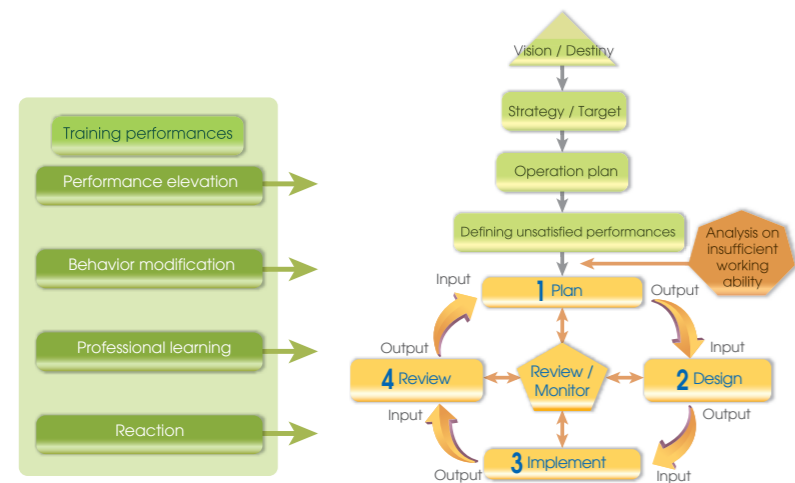 Training performances
Performance elevation
Behavior modification
Professional learning
Reaction
Vision / Destiny
Strategy / Target
Operation plan
Defining unsatisfied performances
Analysis on
insufficient
working
ability
1 Plan
Input
Output
Output
Input
4 Review
Review /
Monitor
2 Design
Input
Output
3 Implement
Output
Input